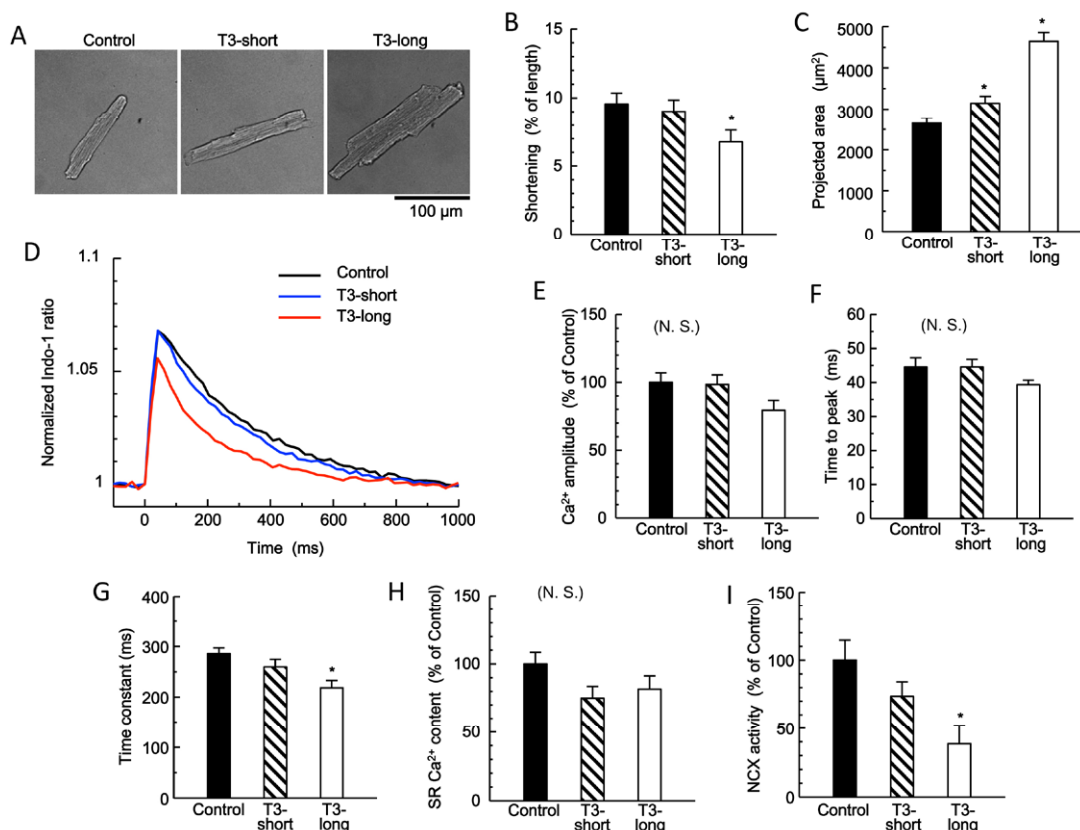 A
Control
T3-short
T3-long
100 μm
B
Shortening (% of length)
15
10
5
0
Control
T3-
short
T3-
long
*
C
Projected area
(μm²)
5000
4000
3000
2000
1000
0
Control
T3-
short
T3-
long
*
*
D
Normalized Indo-1 ratio
1.1
1.05
1
Control
T3-short
T3-long
0
200
400
600
800
1000
Time (ms)
E
Ca²⁺ amplitude (% of Control)
(N. S.)
150
100
50
0
Control
T3-
short
T3-
long
F
Time to peak (ms)
(N. S.)
60
50
40
30
20
10
0
Control
T3-
short
T3-
long
G
Time constant (ms)
400
300
200
100
0
*
Control
T3-
short
T3-
long
H
SR Ca²⁺ content (% of Control)
(N. S.)
150
100
50
0
Control
T3-
short
T3-
long
I
NCX activity (% of Control)
150
100
50
0
*
Control
T3-
short
T3-
long